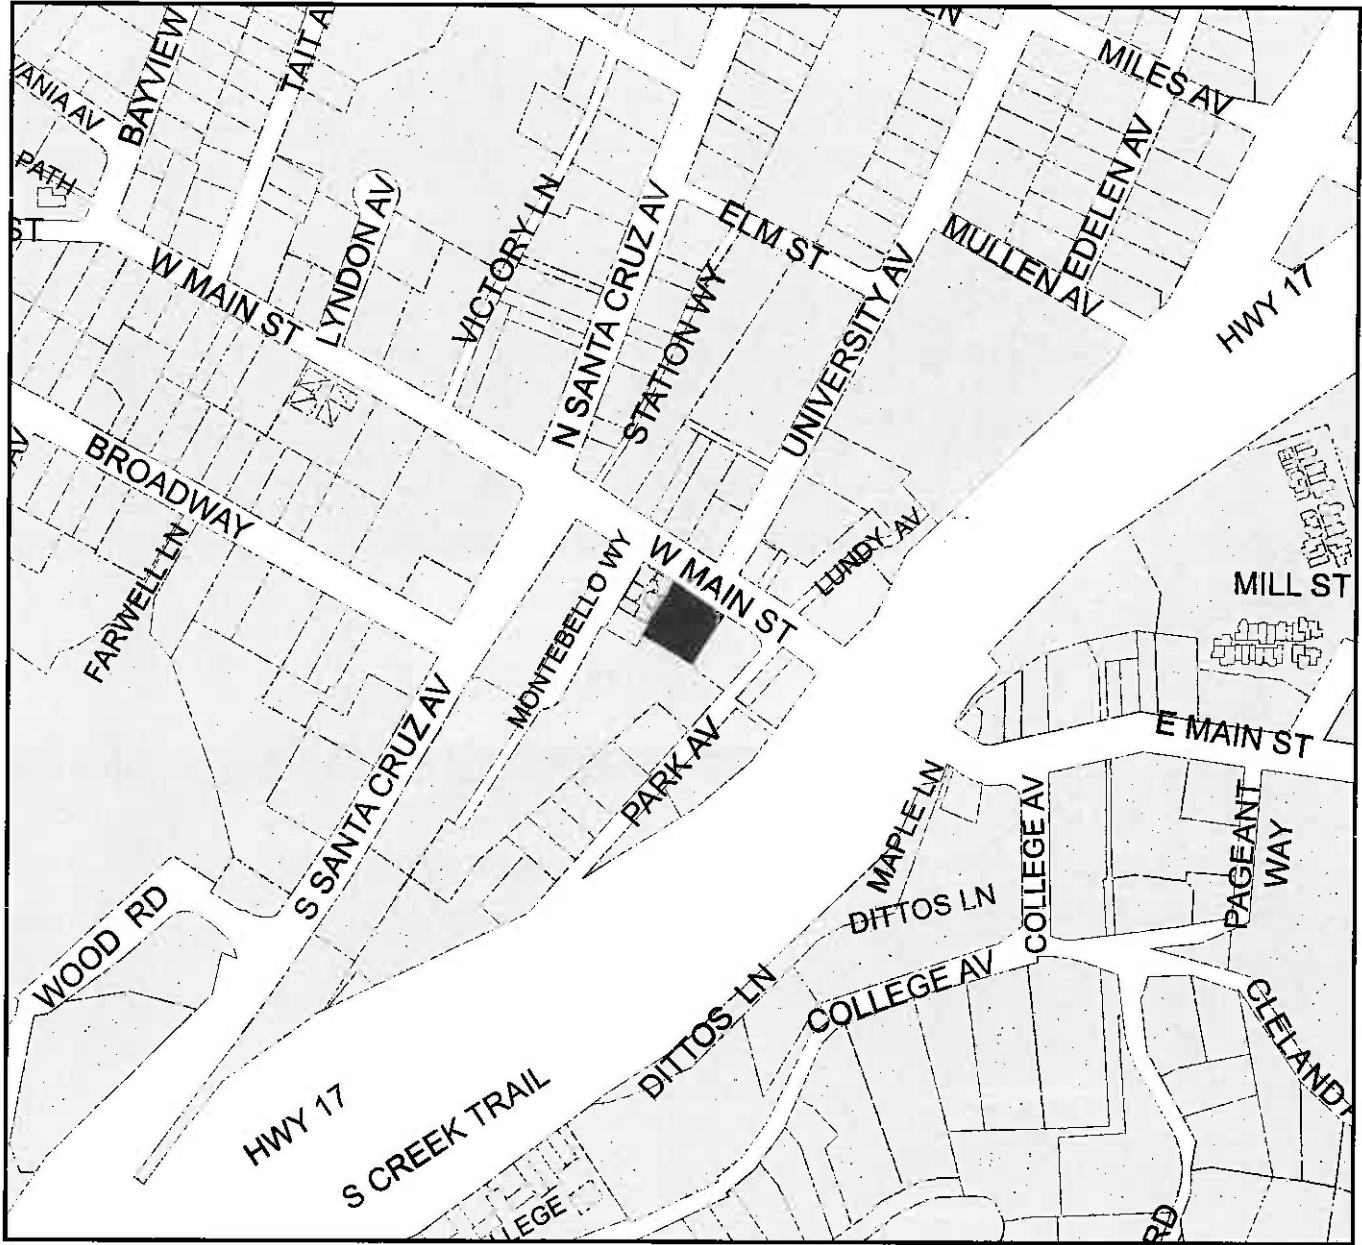 BAYVIEW
TAIT A
EN
MILES AV
VANIA AV
PATH
ST
W MAIN ST
LYNDON AV
VICTORY LN
N SANTA CRUZ AV
ELM ST
STATION WY
UNIVERSITY AV
MULLEN AV
EDELEN AV
HWY 17
AV
BROADWAY
FARWELL LN
MONTEBELLO WY
W MAIN ST
LUNDY AV
MILL ST
S SANTA CRUZ AV
PARK AV
E MAIN ST
MAPLE LN
COLLEGE AV
PAGEANT
WAY
WOOD RD
DITTOS LN
DITTOS LN
COLLEGE AV
CLELAND
HWY 17
S CREEK TRAIL
LLEGE
RD